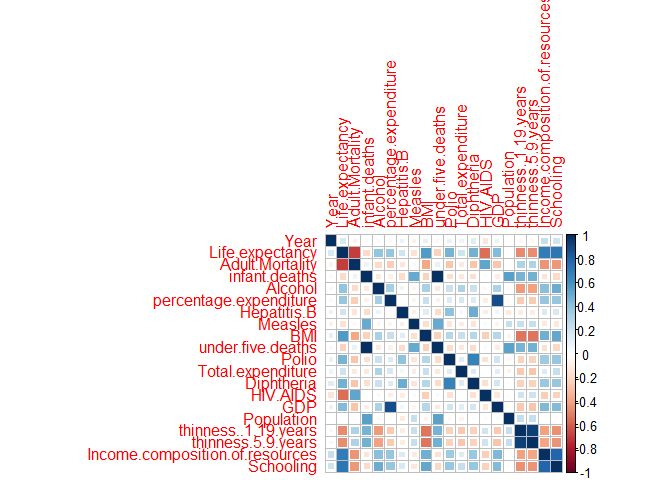 Year
Life.expectancy
Adult.Mortality
infant.deaths
Alcohol
percentage.expenditure
Hepatitis.B
Measles
BMI
under.five.deaths
Polio
Total.expenditure
Diphtheria
HIV.AIDS
GDP
Population
thinness..1.19.years
thinness.5.9.years
Income.composition.of.resources
Schooling
Year
Life.expectancy
Adult.Mortality
infant.deaths
Alcohol
percentage.expenditure
Hepatitis.B
Measles
BMI
under.five.deaths
Polio
Total.expenditure
Diphtheria
HIV.AIDS
GDP
Population
thinness..1.19.years
thinness.5.9.years
Income.composition.of.resources
Schooling
1
0.8
0.6
0.4
0.2
0
-0.2
-0.4
-0.6
-0.8
-1